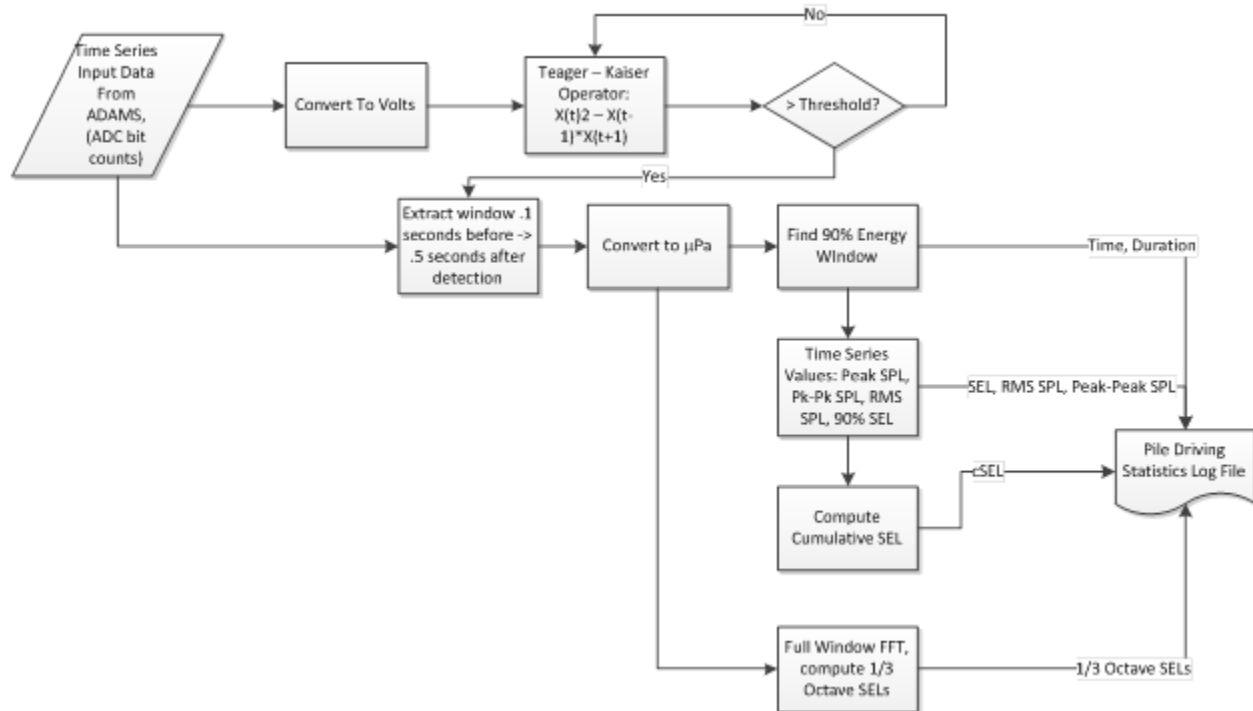 No
Time Series
Input Data
From
ADAMS,
(ADC bit
counts)
Convert To Volts
Teager – Kaiser
Operator:
X(t)2 – X(t-
1)*X(t+1)
> Threshold?
Yes
Extract window .1
seconds before ->
.5 seconds after
detection
Convert to µPa
Find 90% Energy
WIndow
Time, Duration
Time Series
Values: Peak SPL,
Pk-Pk SPL, RMS
SPL, 90% SEL
SEL, RMS SPL, Peak-Peak SPL
Pile Driving
Statistics Log File
cSEL
Compute
Cumulative SEL
Full Window FFT,
compute 1/3
Octave SELs
1/3 Octave SELs